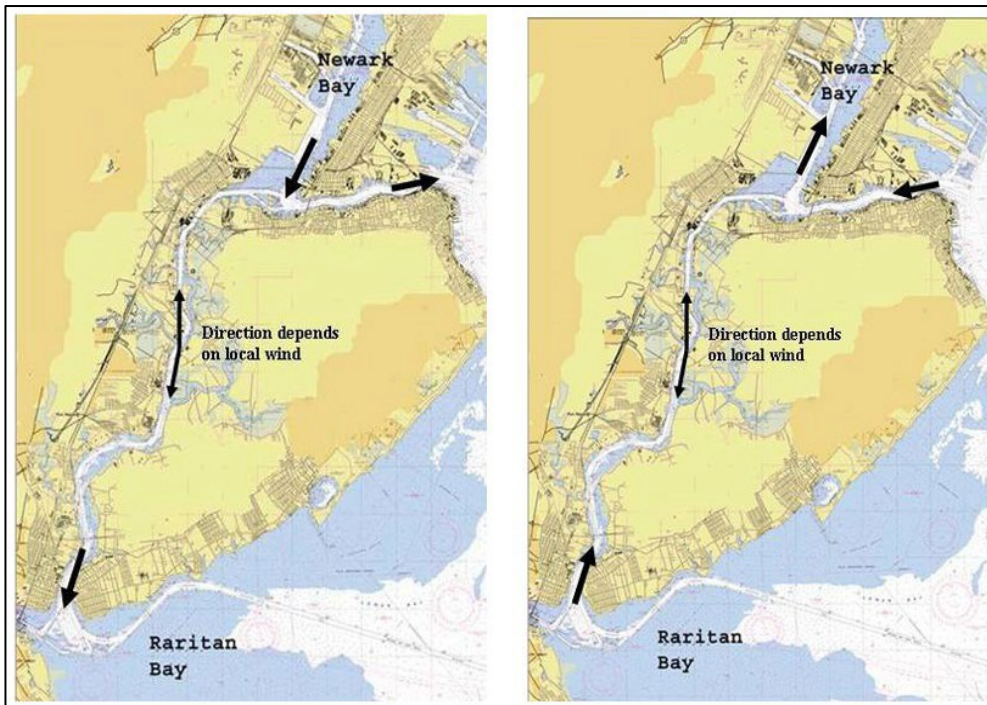 Newark
Bay
Direction depends
on local wind
Raritan
Bay
Newark
Bay
Direction depends
on local wind
Raritan
Bay